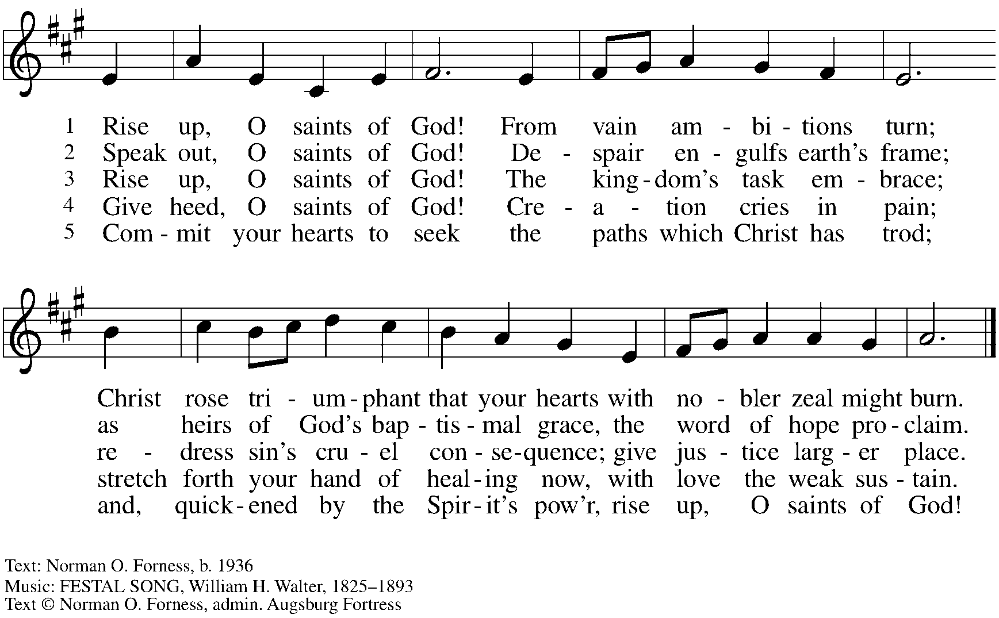 1 Rise up, O saints of God! From vain am - bi - tions turn;
2 Speak out, O saints of God! De - spair en - gulfs earth’s frame;
3 Rise up, O saints of God! The king - dom’s task em - brace;
4 Give heed, O saints of God! Cre - a - tion cries in pain;
5 Com - mit your hearts to seek the paths which Christ has trod;
Christ rose tri - um - phant that your hearts with no - bler zeal might burn.
as heirs of God’s bap - tis - mal grace, the word of hope pro - claim.
re - dress sin’s cru - el con - se - quence; give jus - tice larg - er place.
stretch forth your hand of heal - ing now, with love the weak sus - tain.
and, quick - ened by the Spir - it’s pow’r, rise up, O saints of God!
Text: Norman O. Forness, b. 1936
Music: FESTAL SONG, William H. Walter, 1825–1893
Text © Norman O. Forness, admin. Augsburg Fortress